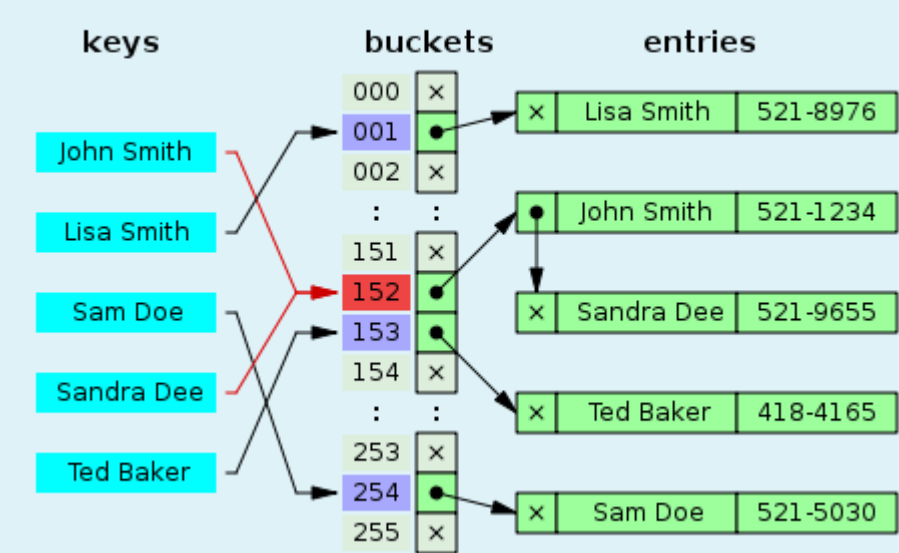 keys buckets entries
000 ×
× Lisa Smith 521-8976
001
John Smith
002 ×
: :
× John Smith 521-1234
Lisa Smith
151 ×
152
Sam Doe
× Sandra Dee 521-9655
153
154 ×
Sandra Dee
: :
× Ted Baker 418-4165
253 ×
Ted Baker
254
× Sam Doe 521-5030
255 ×